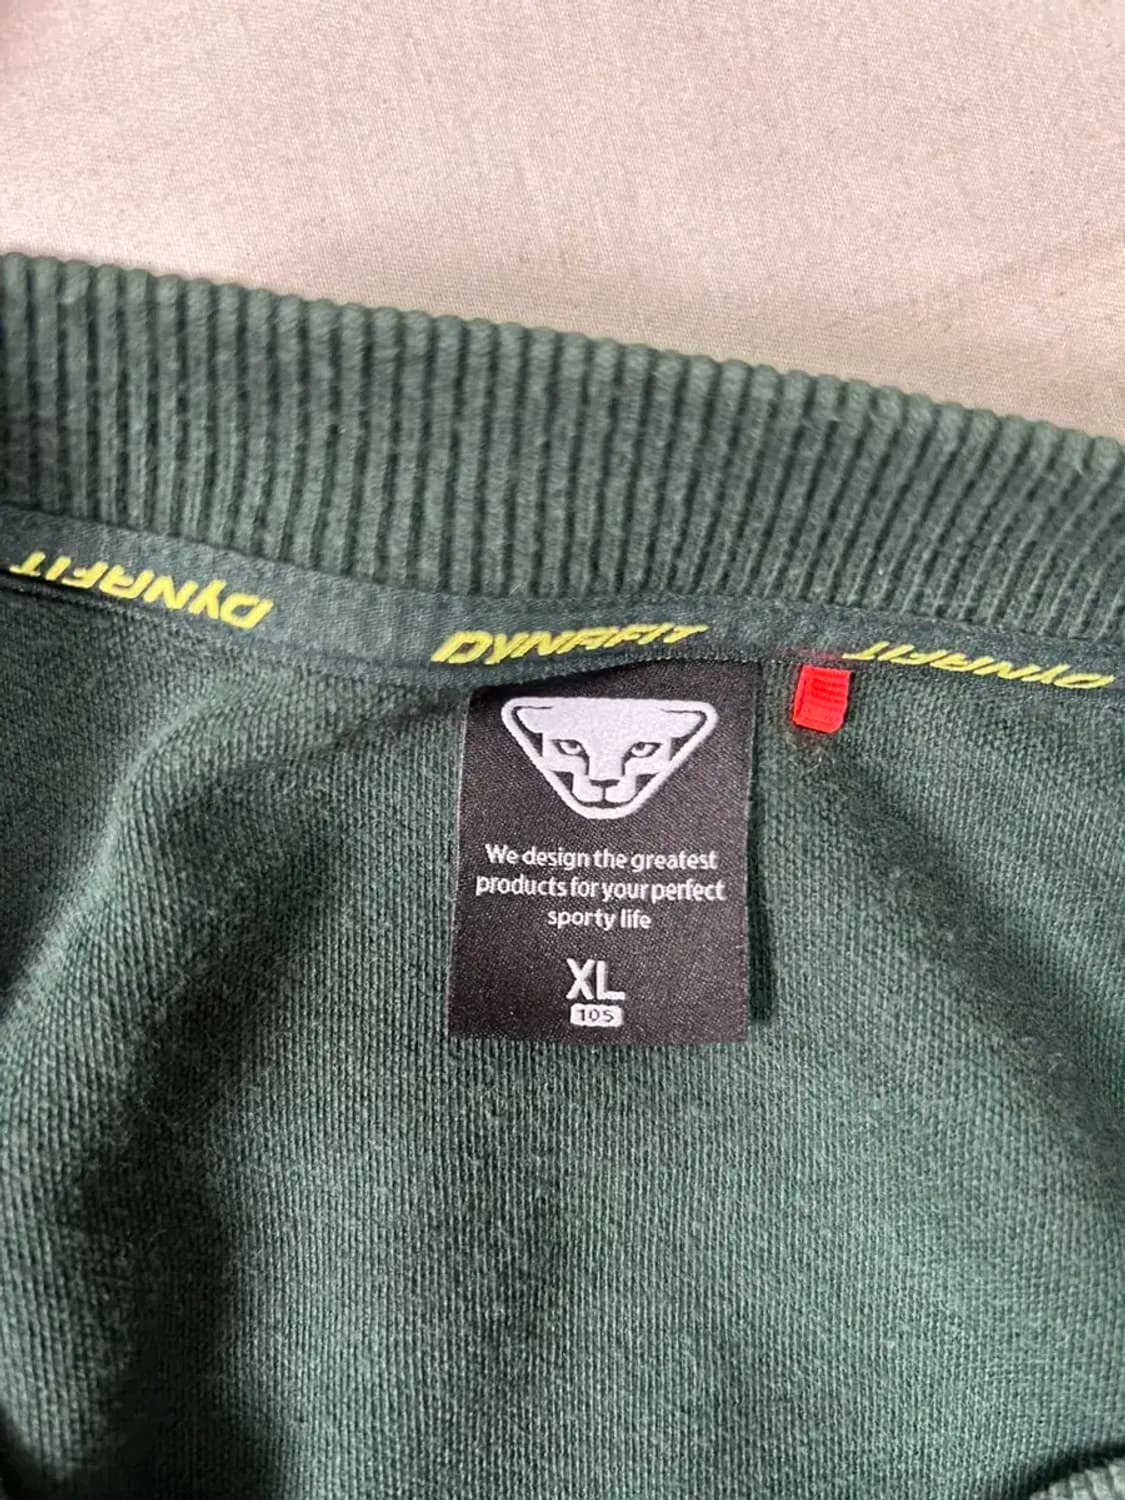 DYNAFIT
DYNAFIT
DYNAFIT
We design the greatest
products for your perfect
sporty life
XL
105